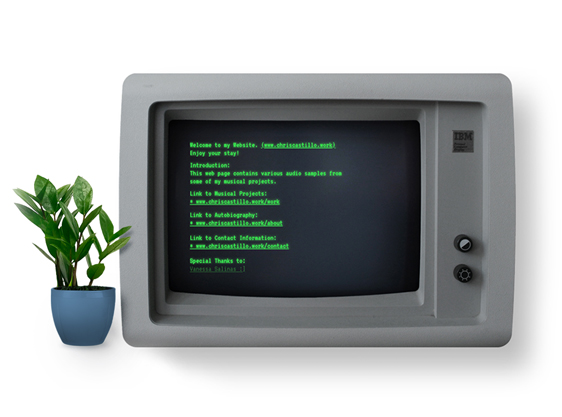 Welcome to my Website. (www.chriscastillo.work)
Enjoy your stay!
Introduction:
This web page contains various audio samples from
some of my musical projects.
Link to Musical Projects:
* www.chriscastillo.work/work
Link to Autobiography:
* www.chriscastillo.work/about
Link to Contact Information:
* www.chriscastillo.work/contact
Special Thanks to:
Vanessa Salinas :]
IBM